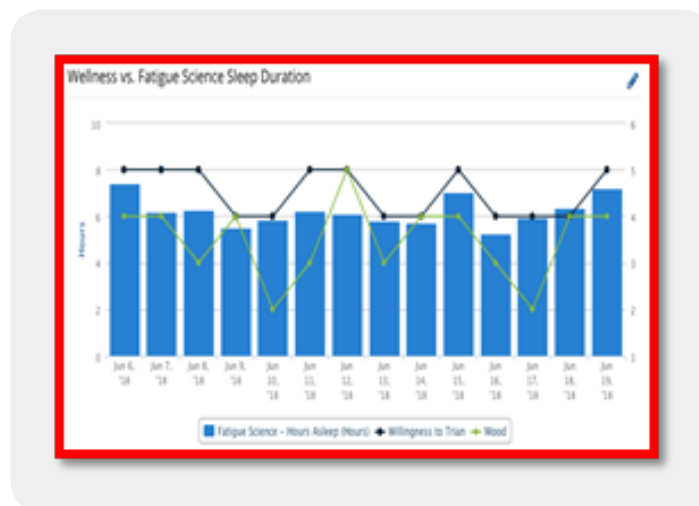 Wellness vs. Fatigue Science Sleep Duration
10
8
6
4
2
0
Hours
6
5
4
3
2
1
Jun 6, '18
Jun 7, '18
Jun 8, '18
Jun 9, '18
Jun 10, '18
Jun 11, '18
Jun 12, '18
Jun 13, '18
Jun 14, '18
Jun 15, '18
Jun 16, '18
Jun 17, '18
Jun 18, '18
Jun 19, '18
Fatigue Science – Hours Asleep (Hours) Willingness to Trian Mood